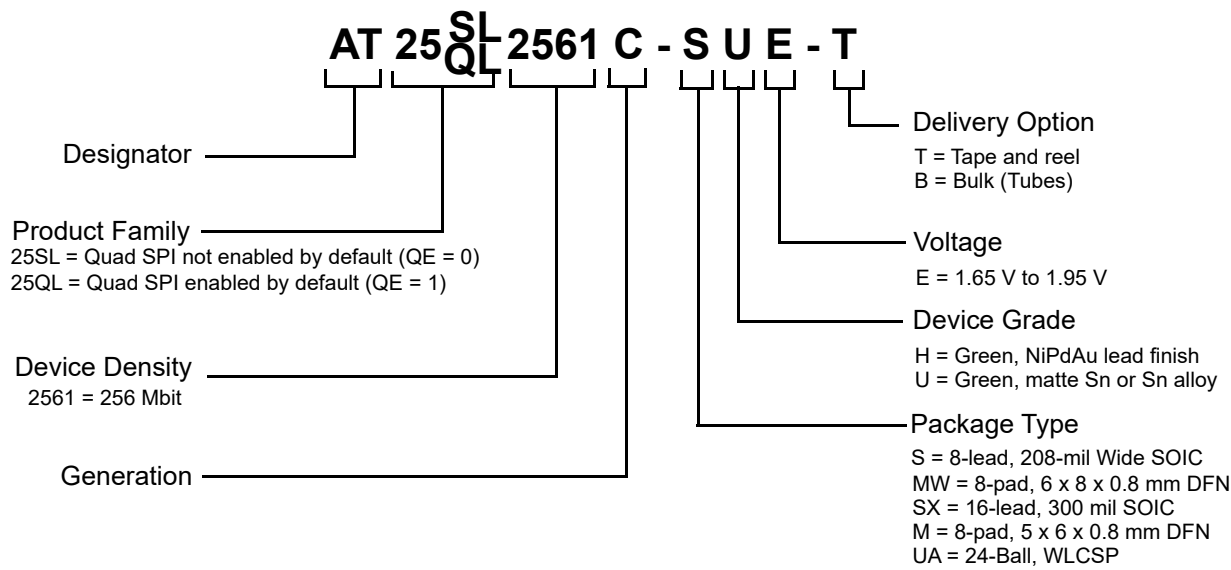 AT 25 SL QL 2561 C - S U E - T
Designator
Product Family
25SL = Quad SPI not enabled by default (QE = 0)
25QL = Quad SPI enabled by default (QE = 1)
Device Density
2561 = 256 Mbit
Generation
Delivery Option
T = Tape and reel
B = Bulk (Tubes)
Voltage
E = 1.65 V to 1.95 V
Device Grade
H = Green, NiPdAu lead finish
U = Green, matte Sn or Sn alloy
Package Type
S = 8-lead, 208-mil Wide SOIC
MW = 8-pad, 6 x 8 x 0.8 mm DFN
SX = 16-lead, 300 mil SOIC
M = 8-pad, 5 x 6 x 0.8 mm DFN
UA = 24-Ball, WLCSP